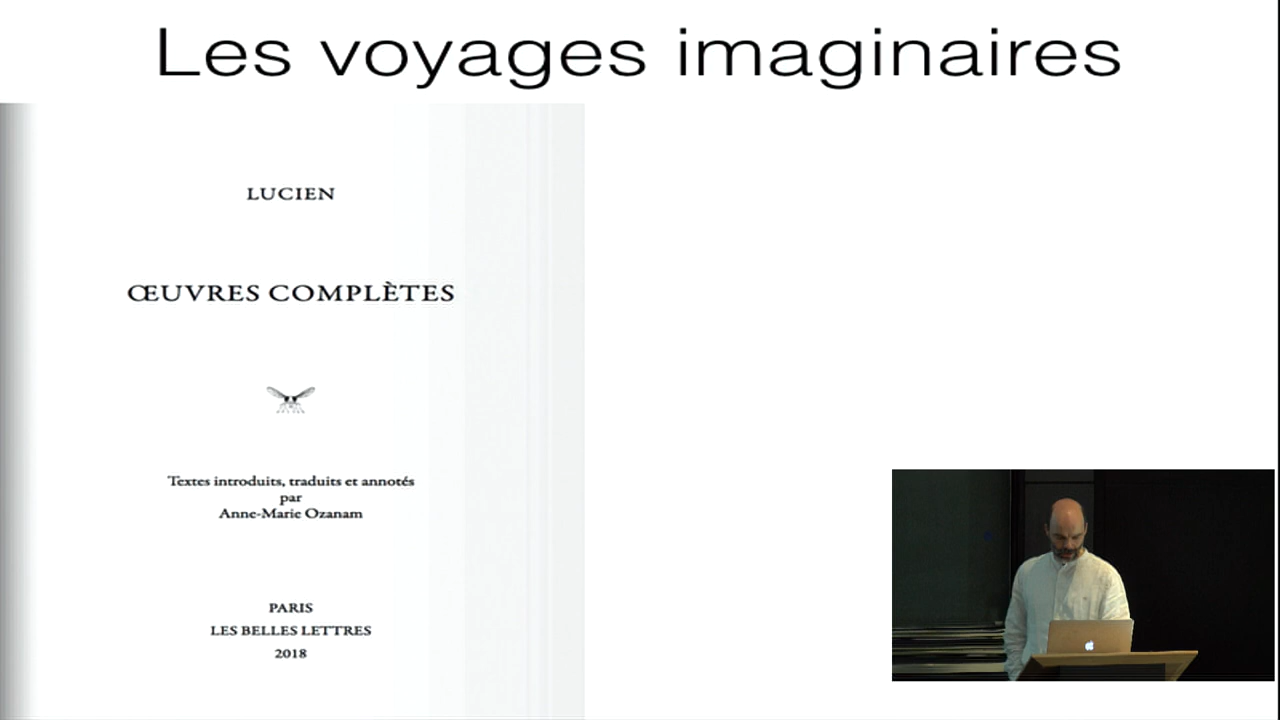 Les voyages imaginaires
LUCIEN
ŒUVRES COMPLÈTES
Textes introduits, traduits et annotés
par
Anne-Marie Ozanam
PARIS
LES BELLES LETTRES
2018